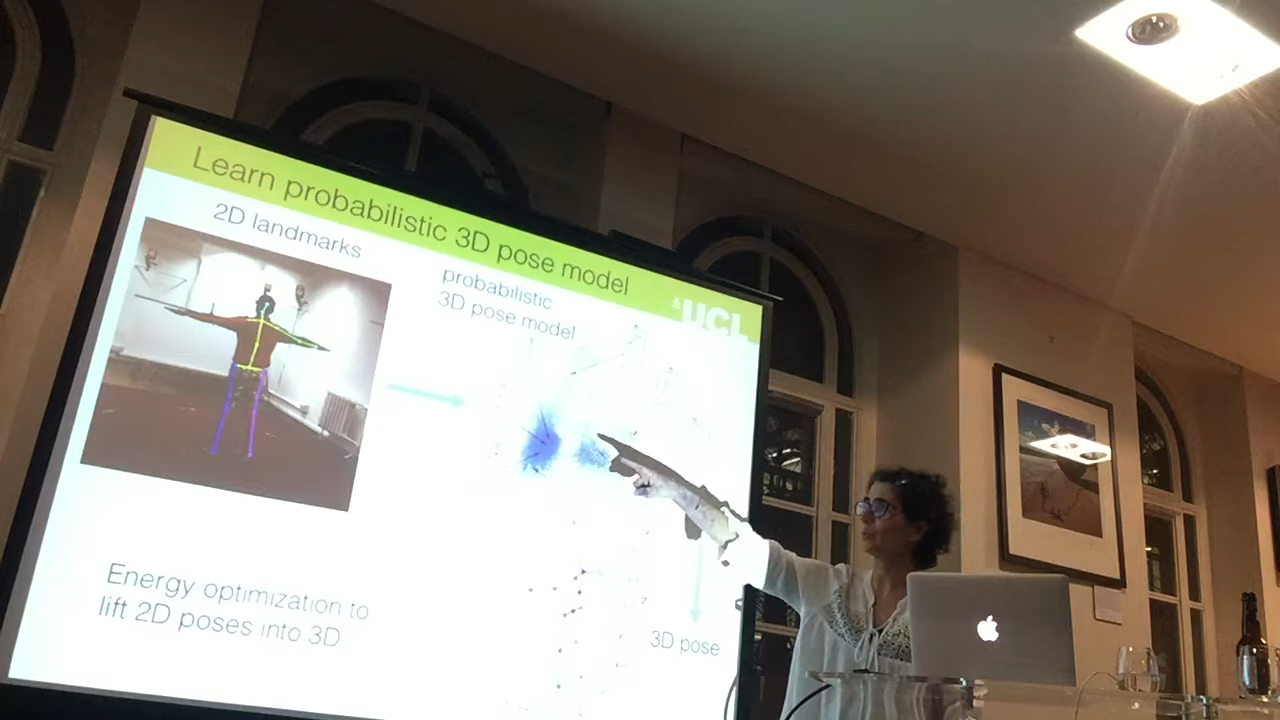 Learn probabilistic 3D pose model
UCL
2D landmarks
probabilistic
3D pose model
Energy optimization to
lift 2D poses into 3D
3D pose